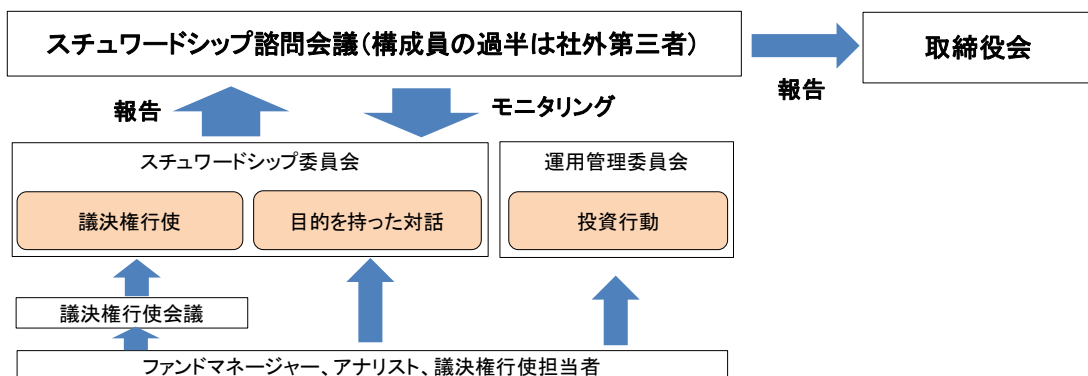 スチュワードシップ諮問会議(構成員の過半は社外第三者)
取締役会
報告
報告
モニタリング
スチュワードシップ委員会
運用管理委員会
議決権行使
目的を持った対話
投資行動
議決権行使会議
ファンドマネージャー、アナリスト、議決権行使担当者